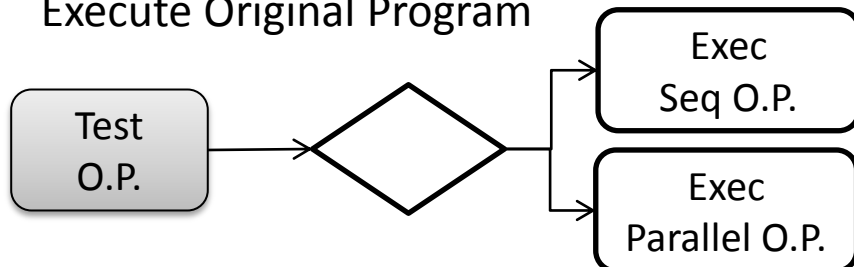 Execute Original Program
Test
O.P.
Exec
Seq O.P.
Exec
Parallel O.P.